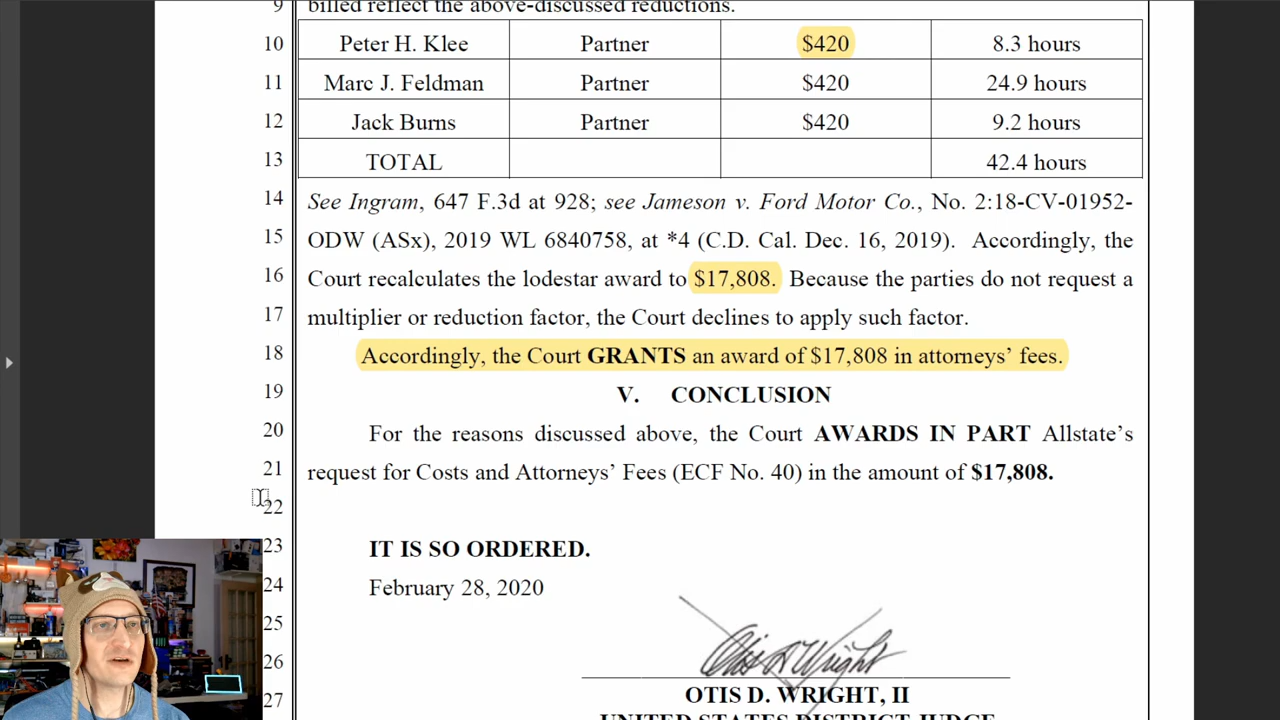 9 billed reflect the above-discussed reductions.
10 Peter H. Klee Partner $420 8.3 hours
11 Marc J. Feldman Partner $420 24.9 hours
12 Jack Burns Partner $420 9.2 hours
13 TOTAL 42.4 hours
14 See Ingram, 647 F.3d at 928; see Jameson v. Ford Motor Co., No. 2:18-CV-01952-
15 ODW (ASx), 2019 WL 6840758, at *4 (C.D. Cal. Dec. 16, 2019). Accordingly, the
16 Court recalculates the lodestar award to $17,808. Because the parties do not request a
17 multiplier or reduction factor, the Court declines to apply such factor.
18 Accordingly, the Court GRANTS an award of $17,808 in attorneys’ fees.
19 V. CONCLUSION
20 For the reasons discussed above, the Court AWARDS IN PART Allstate’s
21 request for Costs and Attorneys’ Fees (ECF No. 40) in the amount of $17,808.
22
23 IT IS SO ORDERED.
24 February 28, 2020
25
26 Otis D Wright
27 OTIS D. WRIGHT, II
UNITED STATES DISTRICT JUDGE